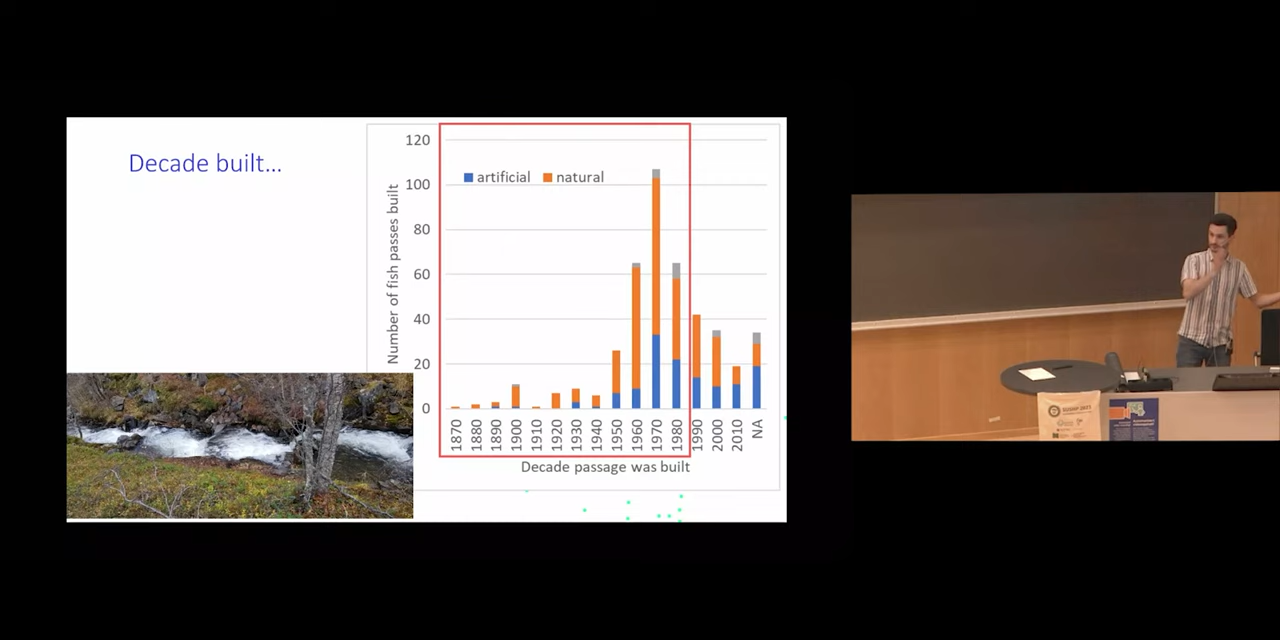 Decade built...
Number of fish passes built
120
100
80
60
40
20
0
artificial natural
1870 1880 1890 1900 1910 1920 1930 1940 1950 1960 1970 1980 1990 2000 2010 NA
Decade passage was built